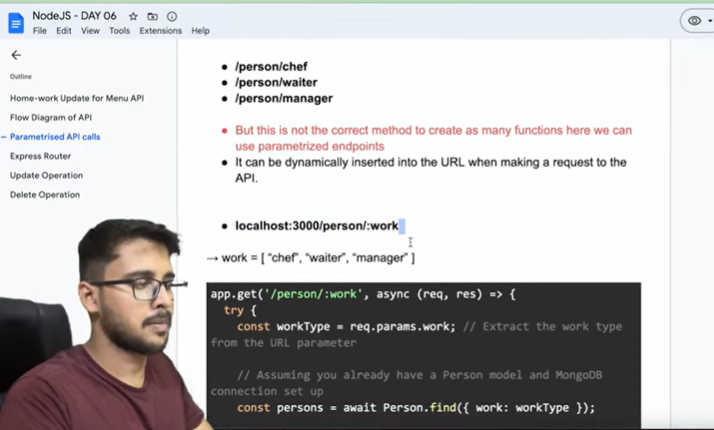 NodeJS - DAY 06
File Edit View Tools Extensions Help
Outline
Home-work Update for Menu API
Flow Diagram of API
Parametrised API calls
Express Router
Update Operation
Delete Operation
• /person/chef
• /person/waiter
• /person/manager
• But this is not the correct method to create as many functions here we can
use parametrized endpoints
• It can be dynamically inserted into the URL when making a request to the
API.
• localhost:3000/person/:work
→ work = [ “chef”, “waiter”, “manager” ]
app.get('/person/:work', async (req, res) => {
try {
const workType = req.params.work; // Extract the work type
from the URL parameter
// Assuming you already have a Person model and MongoDB
connection set up
const persons = await Person.find({ work: workType });